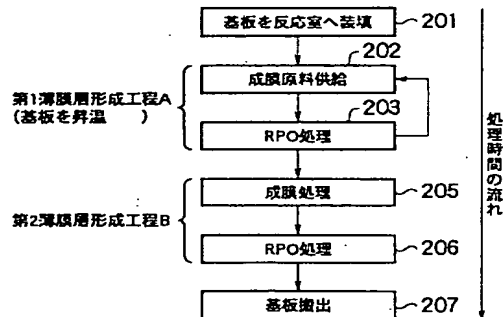 基板を反応室へ装填
201
202
成膜原料供給
203
第1薄膜層形成工程A
(基板を昇温　　)
RPO処理
205
成膜処理
第2薄膜層形成工程B
RPO処理
206
基板搬出
207
処理時間の流れ